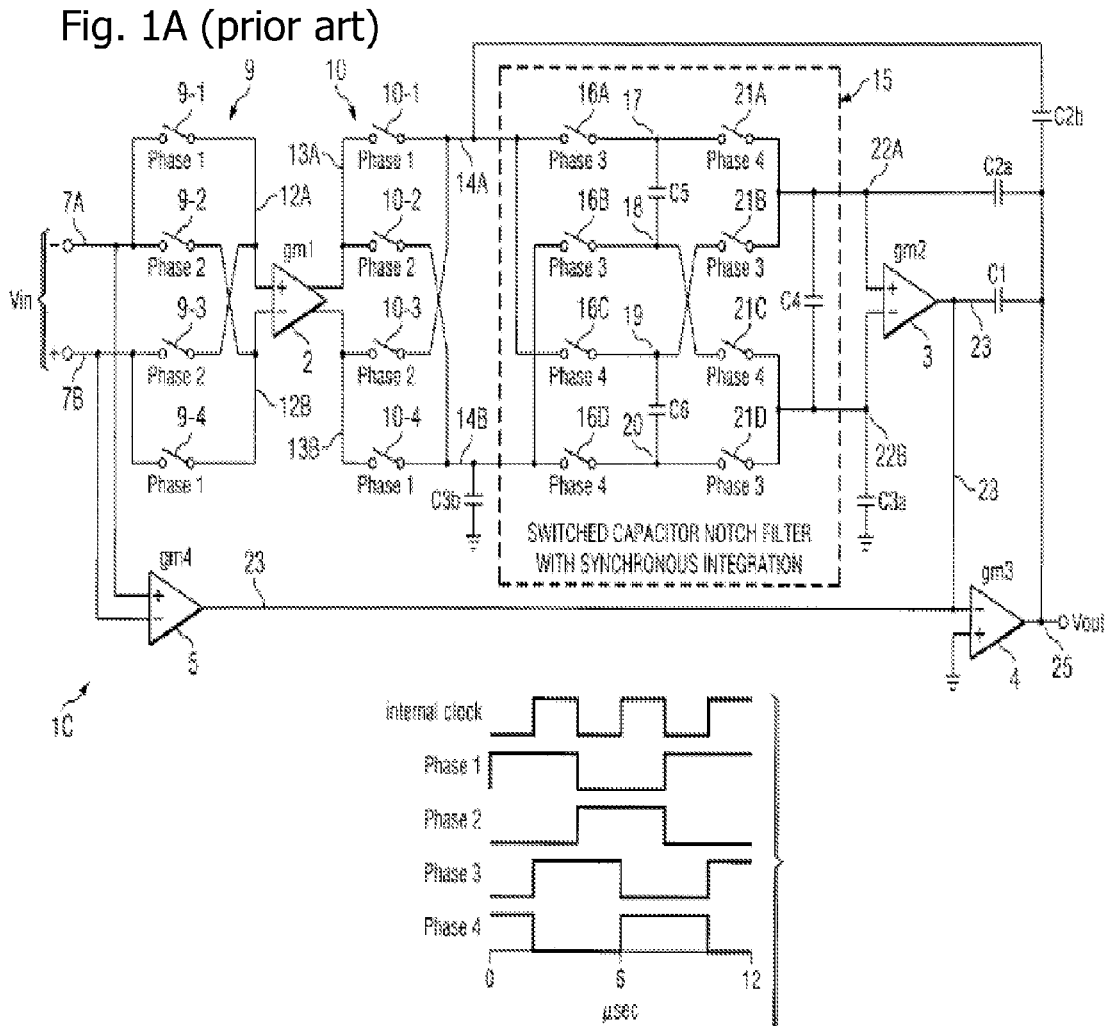 Fig. 1A (prior art)
9
10
15
9-1
10-1
16A
17
21A
C2b
Phase 1
13A
Phase 1
Phase 3
Phase 4
22A
C2a
7A
9-2
12A
10-2
14A
16B
18
C5
21B
gm1
gm2
C1
Phase 2
Phase 2
Phase 3
Phase 3
Vin
9-3
10-3
16C
19
21C
C4
2
3
23
Phase 2
Phase 2
Phase 4
Phase 4
7B
9-4
12B
10-4
14B
16D
20
C6
21D
13B
22B
Phase 1
Phase 1
C3b
Phase 4
Phase 3
C3a
23
SWITCHED CAPACITOR NOTCH FILTER
WITH SYNCHRONOUS INTEGRATION
gm4
23
gm3
Vout
5
4
25
1C
internal clock
Phase 1
Phase 2
Phase 3
Phase 4
0
6
12
µsec